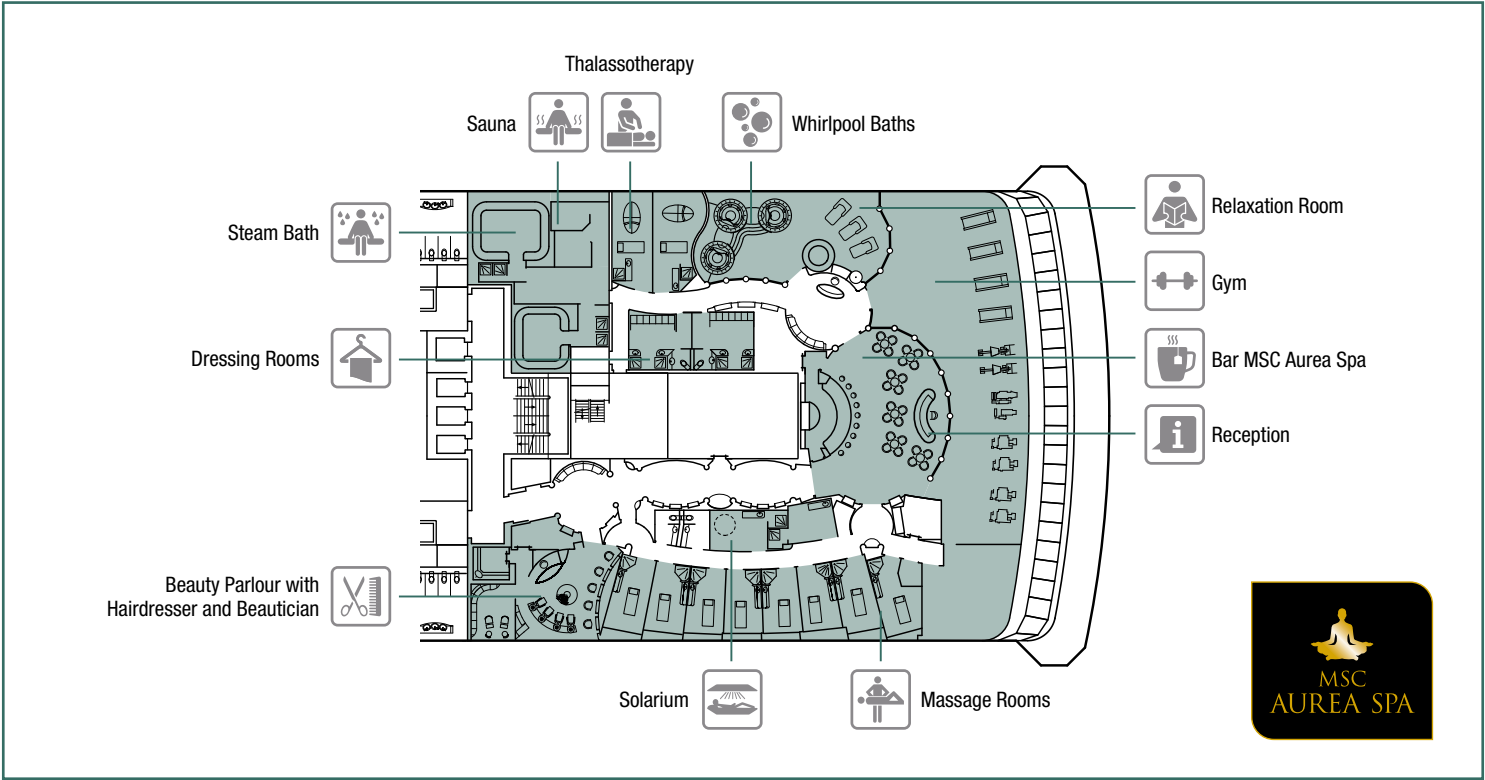 Thalassotherapy
Sauna
Whirlpool Baths
Steam Bath
Relaxation Room
Gym
Dressing Rooms
Bar MSC Aurea Spa
Reception
Beauty Parlour with
Hairdresser and Beautician
Solarium
Massage Rooms
MSC
AUREA SPA